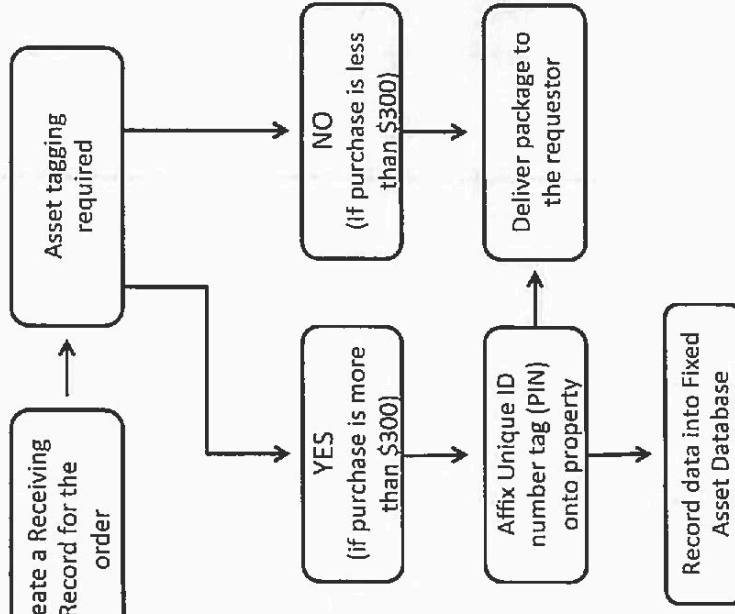 eate a Receiving
Record for the
order
Asset tagging
required
YES
(if purchase is more
than $300)
NO
(if purchase is less
than $300)
Affix Unique ID
number tag (PIN)
onto property
Deliver package to
the requestor
Record data into Fixed
Asset Database